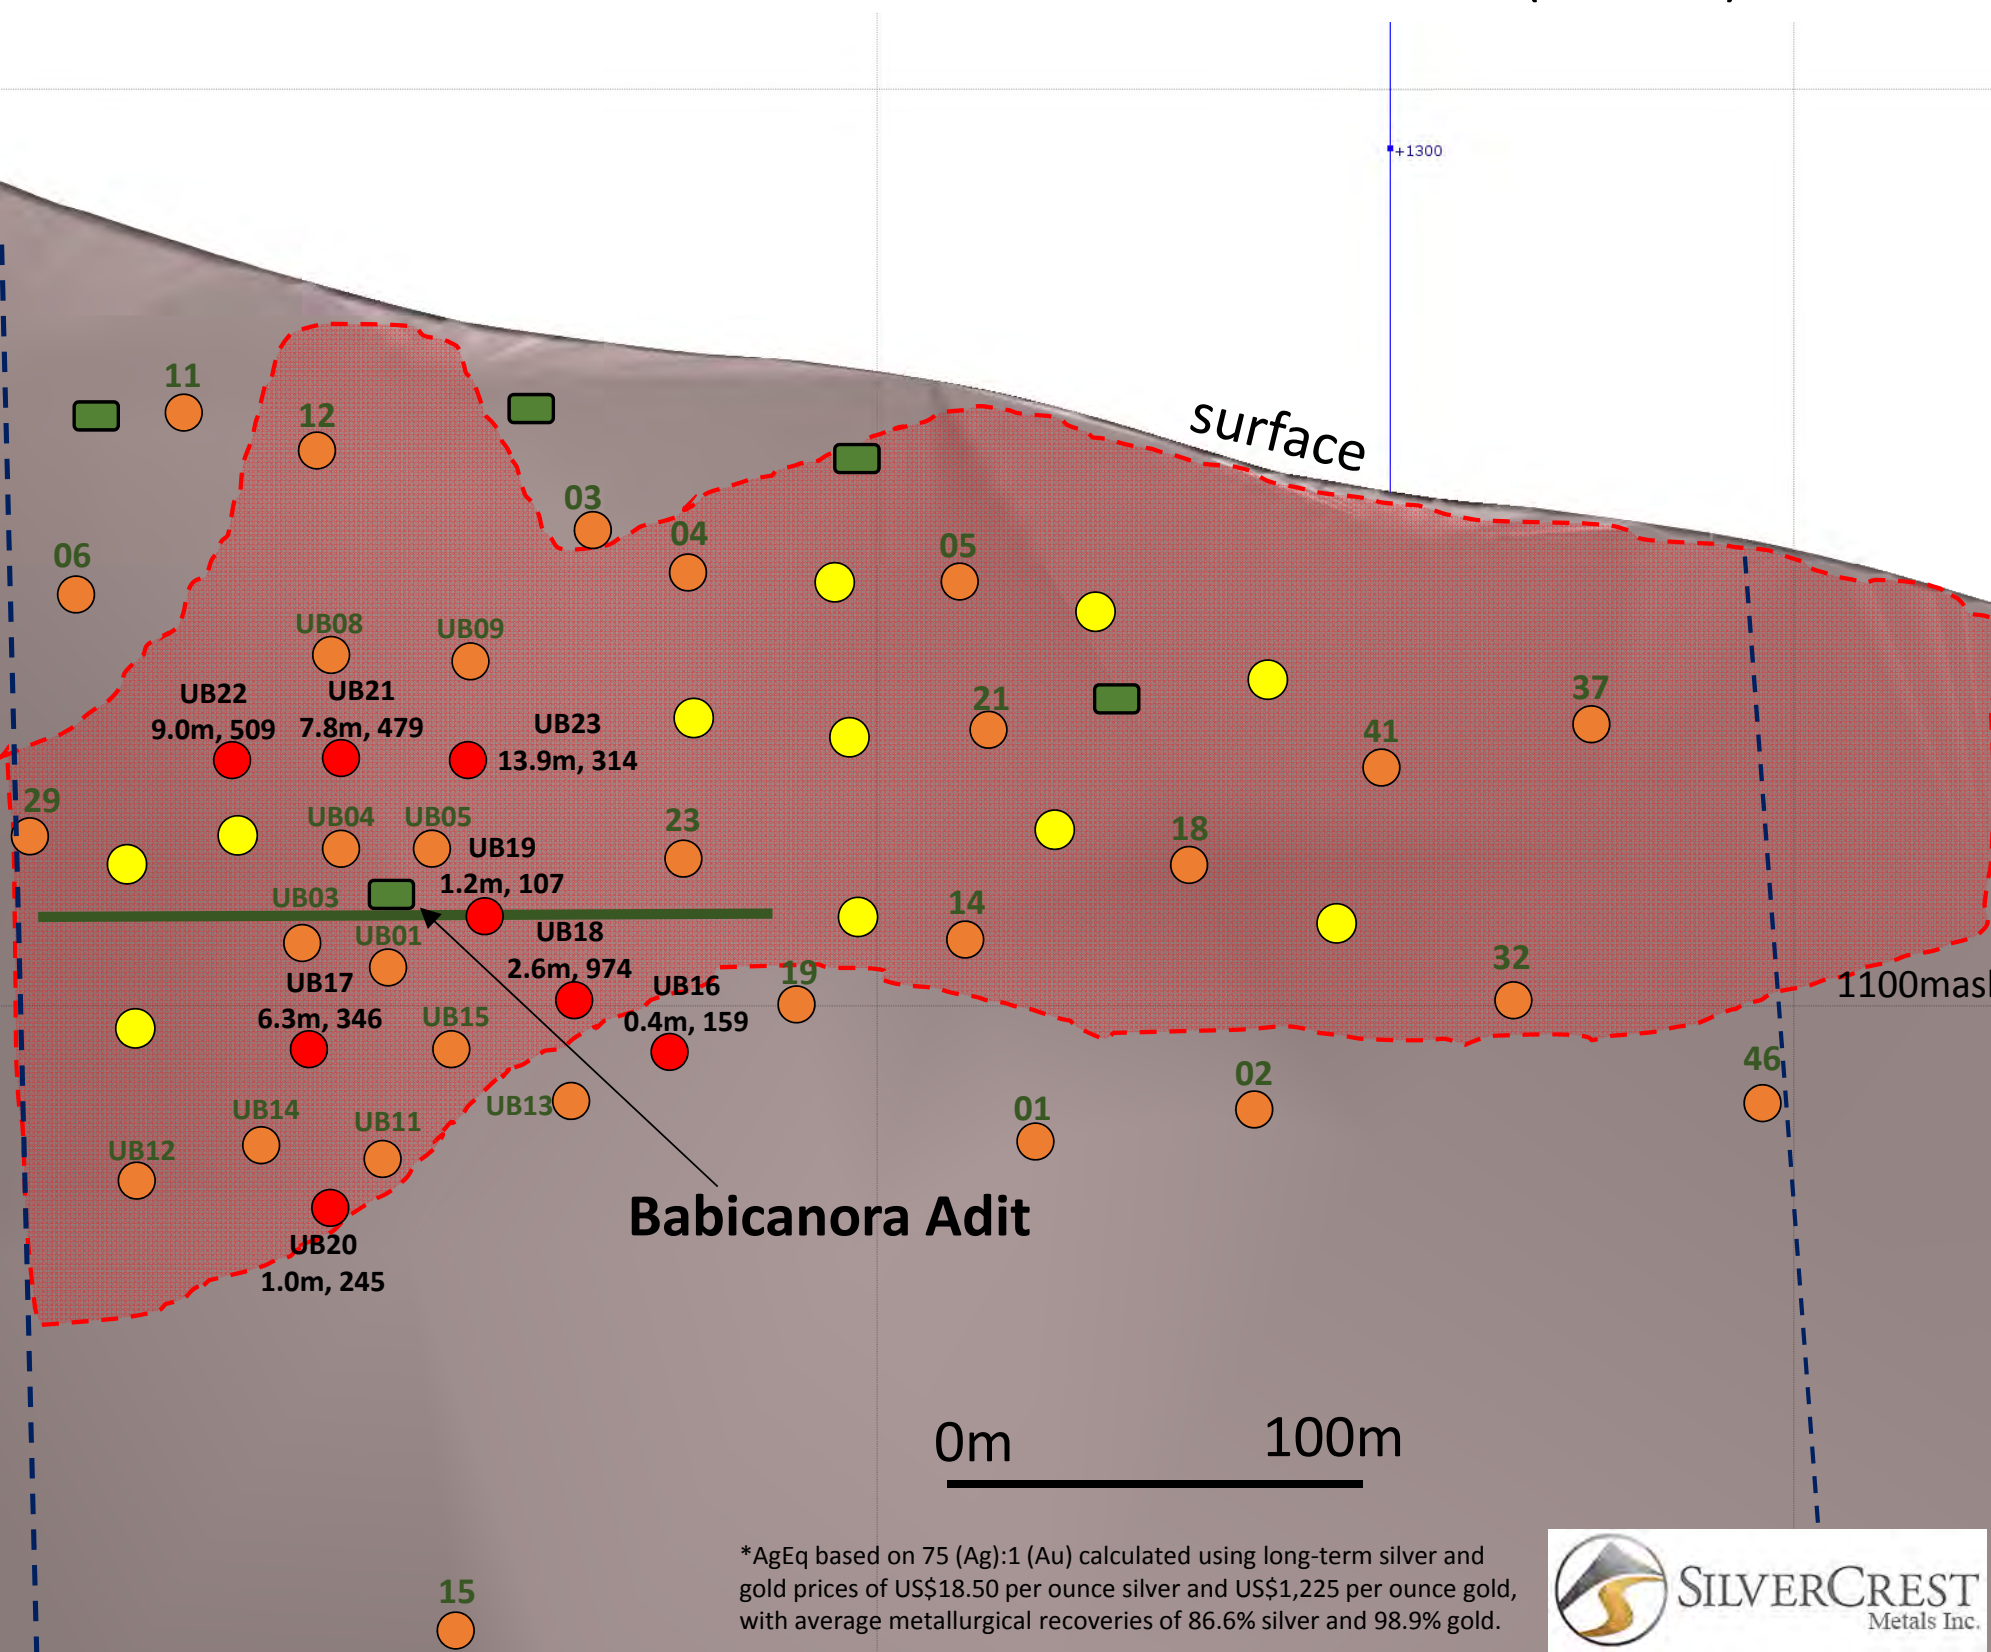 +1300
surface
11
12
03
04
05
06
UB08
UB09
UB22
9.0m, 509
UB21
7.8m, 479
UB23
13.9m, 314
21
37
41
29
UB04
UB05
UB19
1.2m, 107
23
18
UB03
UB01
UB18
2.6m, 974
14
UB17
6.3m, 346
UB15
UB16
0.4m, 159
19
32
1100mas
UB14
UB11
UB13
UB12
01
02
46
UB20
1.0m, 245
Babicanora Adit
0m
100m
15
*AgEq based on 75 (Ag):1 (Au) calculated using long-term silver and
gold prices of US$18.50 per ounce silver and US$1,225 per ounce gold,
with average metallurgical recoveries of 86.6% silver and 98.9% gold.
SILVERCREST
Metals Inc.